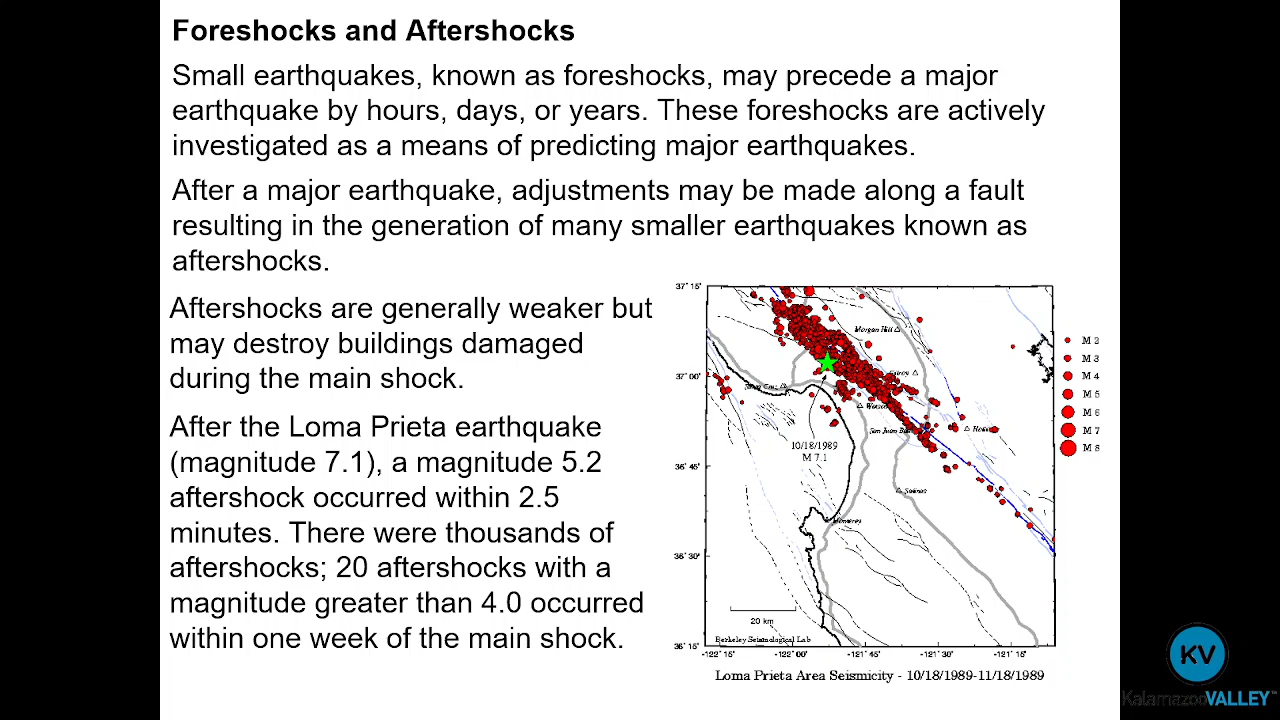 Foreshocks and Aftershocks
Small earthquakes, known as foreshocks, may precede a major
earthquake by hours, days, or years. These foreshocks are actively
investigated as a means of predicting major earthquakes.
After a major earthquake, adjustments may be made along a fault
resulting in the generation of many smaller earthquakes known as
aftershocks.
Aftershocks are generally weaker but
may destroy buildings damaged
during the main shock.
After the Loma Prieta earthquake
(magnitude 7.1), a magnitude 5.2
aftershock occurred within 2.5
minutes. There were thousands of
aftershocks; 20 aftershocks with a
magnitude greater than 4.0 occurred
within one week of the main shock.
37° 15'
Morgan Hill
M 2
M 3
37° 00'
M 4
M 5
M 6
San Juan
M 7
10/18/1989
M 7.1
M 8
36° 45'
Salinas
Monterey
36° 30'
20 km
Berkeley Seismological Lab
36° 15'
-122° 15'
-122° 00'
-121° 45'
-121° 30'
-121° 15'
Loma Prieta Area Seismicity - 10/18/1989-11/18/1989
KV
KalamazooVALLEY™